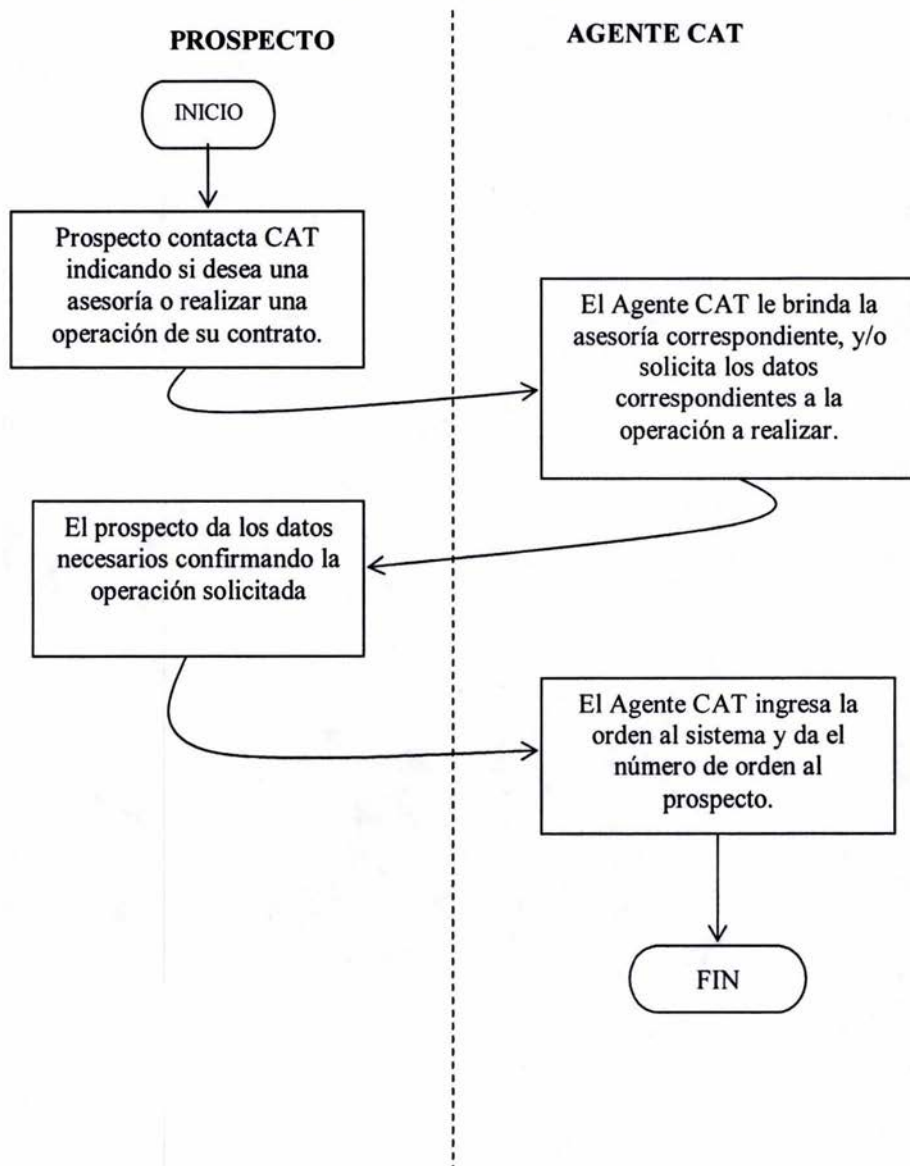 PROSPECTO
AGENTE CAT
INICIO
Prospecto contacta CAT
indicando si desea una
asesoría o realizar una
operación de su contrato.
El Agente CAT le brinda la
asesoría correspondiente, y/o
solicita los datos
correspondientes a la
operación a realizar.
El prospecto da los datos
necesarios confirmando la
operación solicitada
El Agente CAT ingresa la
orden al sistema y da el
número de orden al
prospecto.
FIN